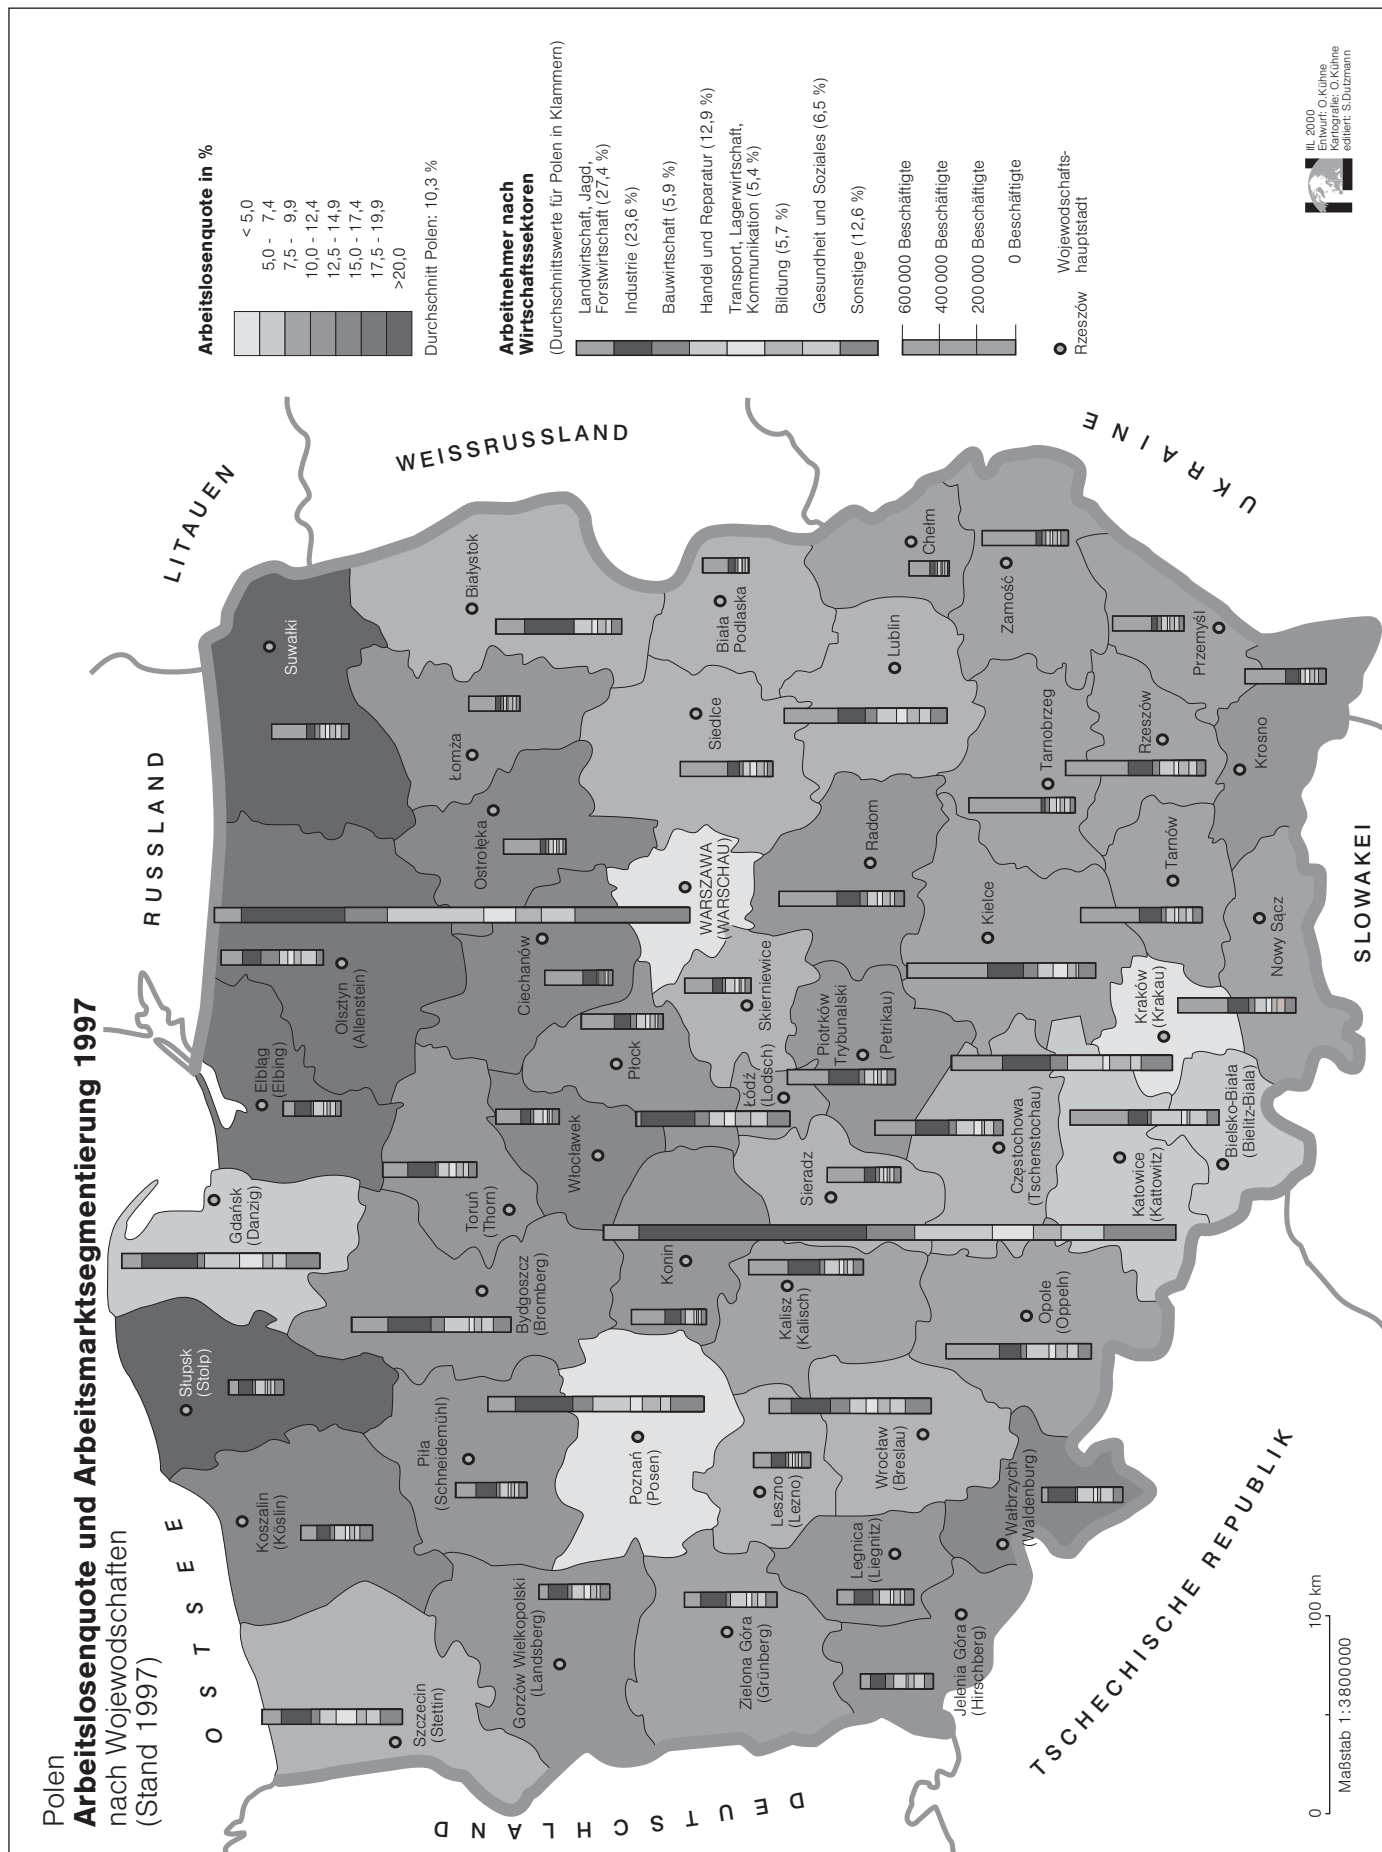 Polen
Arbeitslosenquote und Arbeitsmarktsegmentierung 1997
nach Wojewodschaften
(Stand 1997)
Arbeitslosenquote in %
< 5,0
5,0 - 7,4
7,5 - 9,9
10,0 - 12,4
12,5 - 14,9
15,0 - 17,4
17,5 - 19,9
>20,0
Durchschnitt Polen: 10,3 %
Arbeitnehmer nach
Wirtschaftssektoren
(Durchschnittswerte für Polen in Klammern)
Landwirtschaft, Jagd,
Forstwirtschaft (27,4 %)
Industrie (23,6 %)
Bauwirtschaft (5,9 %)
Handel und Reparatur (12,9 %)
Transport, Lagerwirtschaft,
Kommunikation (5,4 %)
Bildung (5,7 %)
Gesundheit und Soziales (6,5 %)
Sonstige (12,6 %)
600 000 Beschäftigte
400 000 Beschäftigte
200 000 Beschäftigte
0 Beschäftigte
Rzeszów
Wojewodschafts-
hauptstadt
OSTSEE
RUSSLAND
LITAUEN
WEISSRUSSLAND
UKRAINE
SLOWAKEI
TSCHECHISCHE REPUBLIK
DEUTSCHLAND
Szczecin
(Stettin)
Koszalin
(Köslin)
Słupsk
(Stolp)
Gdańsk
(Danzig)
Elbląg
(Elbing)
Olsztyn
(Allenstein)
Suwałki
Gorzów Wielkopolski
(Landsberg)
Piła
(Schneidemühl)
Bydgoszcz
(Bromberg)
Toruń
(Thorn)
Włocławek
Płock
Ciechanów
Ostrołęka
Łomża
Białystok
Zielona Góra
(Grünberg)
Poznań
(Posen)
Leszno
(Lezno)
Konin
Kalisz
(Kalisch)
Sieradz
Łódź
(Lodsch)
Skierniewice
WARSZAWA
(WARSCHAU)
Siedlce
Biała
Podlaska
Jelenia Góra
(Hirschberg)
Legnica
(Liegnitz)
Wałbrzych
(Waldenburg)
Wrocław
(Breslau)
Opole
(Oppeln)
Częstochowa
(Tschenstochau)
Piotrków
Trybunalski
(Petrikau)
Radom
Kielce
Lublin
Chełm
Zamość
Tarnobrzeg
Katowice
(Kattowitz)
Bielsko-Biała
(Bielitz-Biala)
Kraków
(Krakau)
Nowy Sącz
Tarnów
Rzeszów
Krosno
Przemyśl
0
100 km
Maßstab 1:3800000
IfL 2000
Entwurf: O.Kühne
Kartografie: O.Kühne
editiert: S.Dutzmann